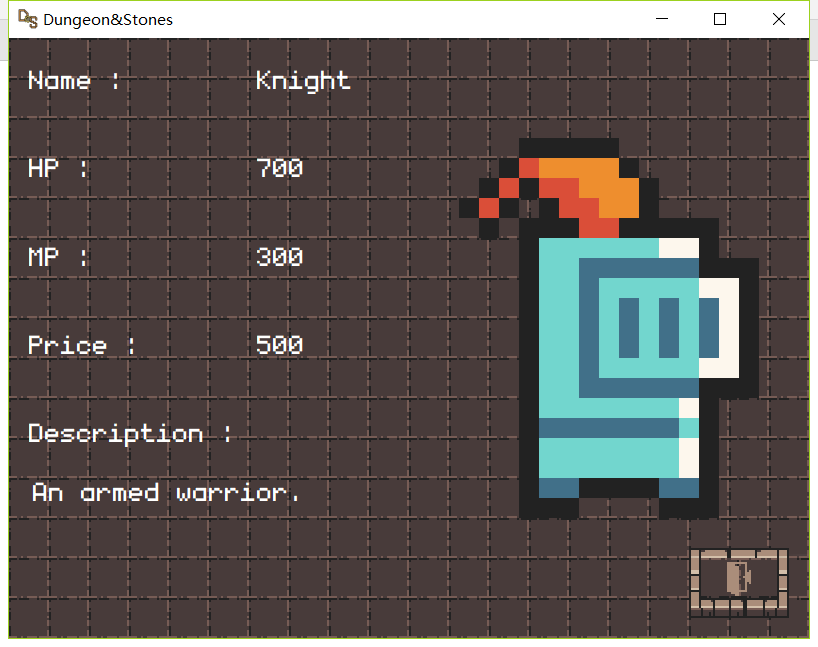 Dungeon&Stones
Name : Knight
HP : 700
MP : 300
Price : 500
Description :
An armed warrior.